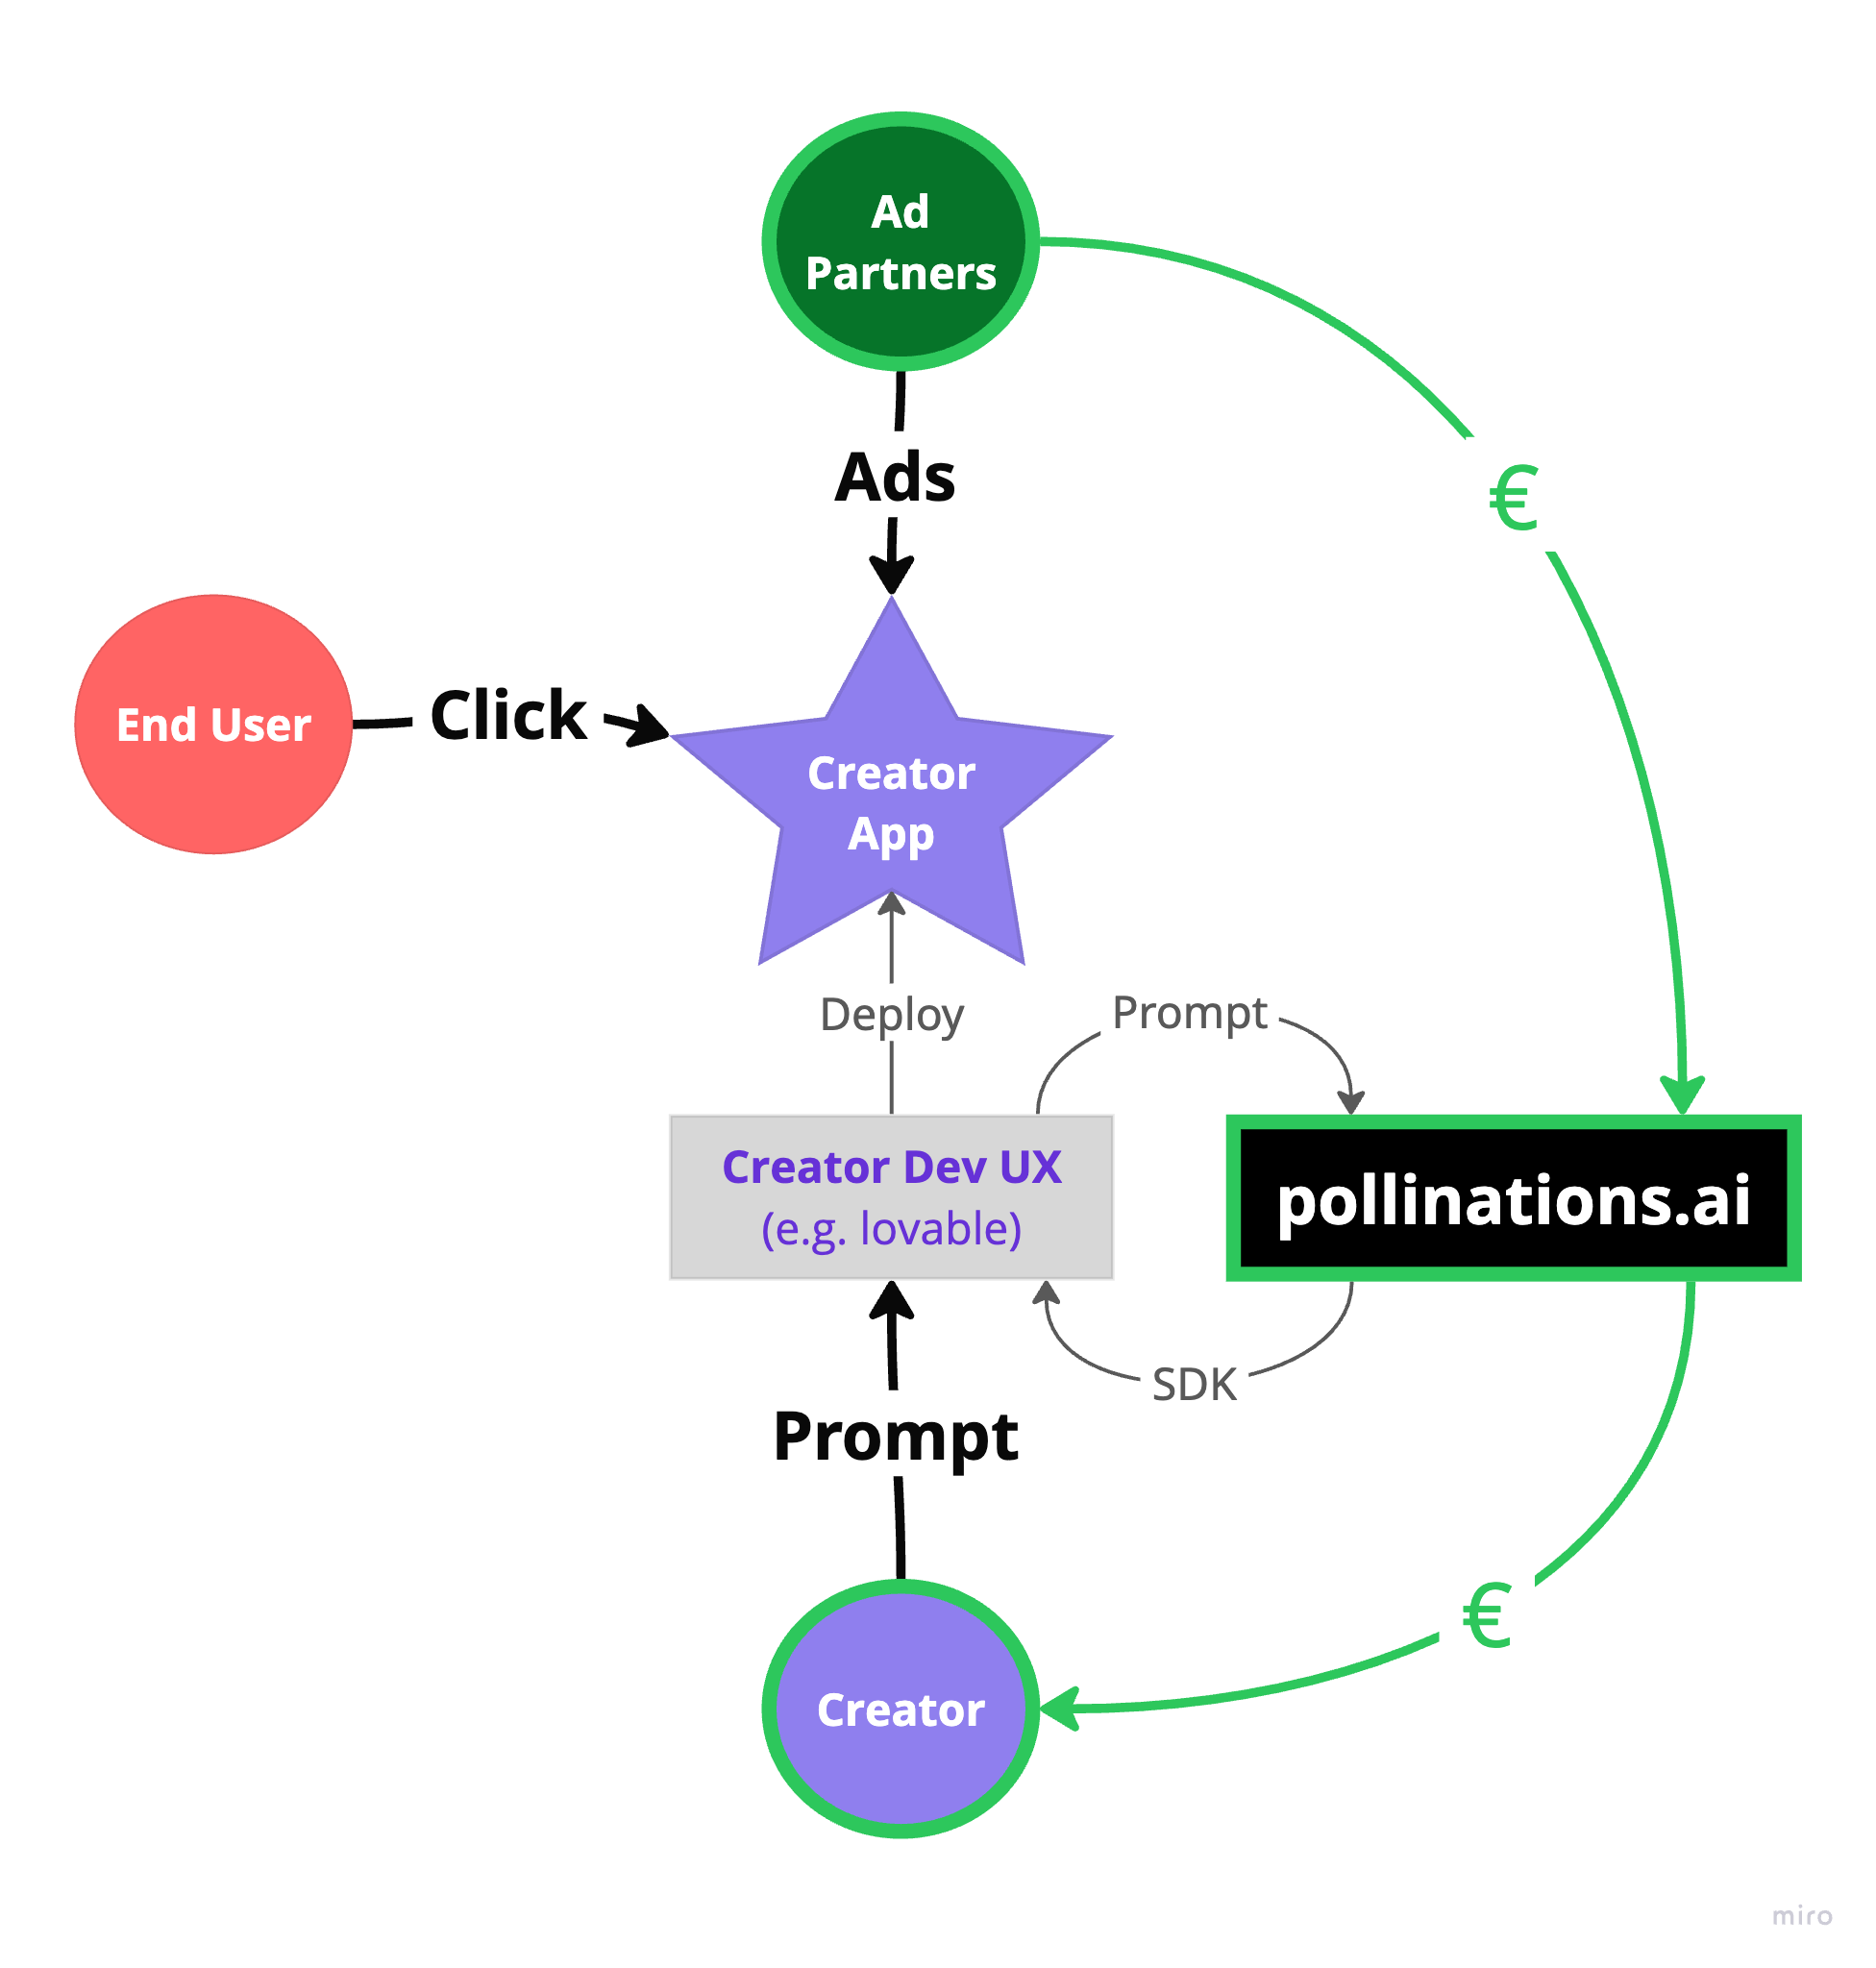 Ad
Partners
Ads
€
End User
Click
Creator
App
Deploy
Prompt
Creator Dev UX
(e.g. lovable)
pollinations.ai
SDK
Prompt
€
Creator
miro